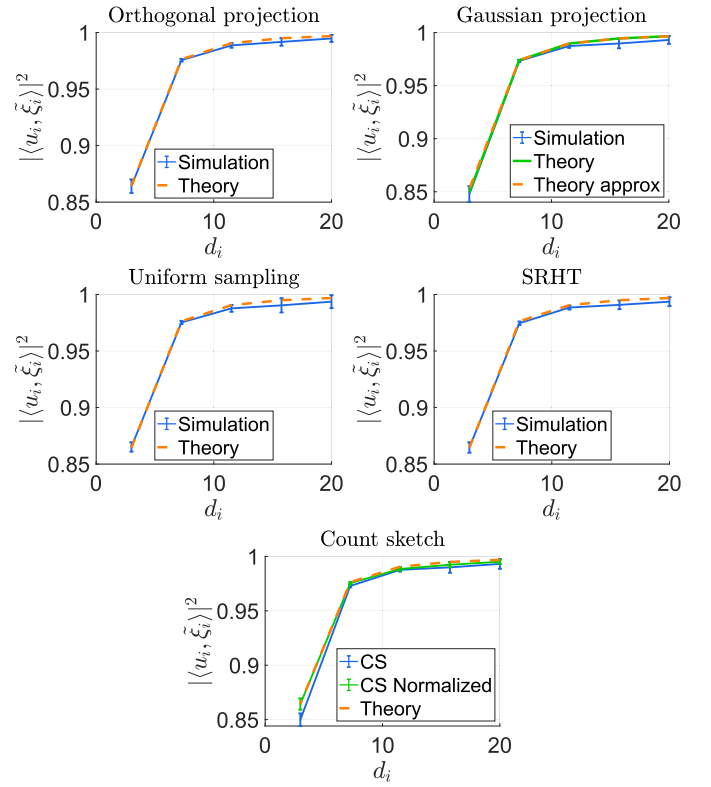 Orthogonal projection
|⟨u_i, ξ̃_i⟩|²
1
0.95
0.9
0.85
0
10
20
d_i
Simulation
Theory
Gaussian projection
|⟨u_i, ξ̃_i⟩|²
1
0.95
0.9
0.85
0
10
20
d_i
Simulation
Theory
Theory approx
Uniform sampling
|⟨u_i, ξ̃_i⟩|²
1
0.95
0.9
0.85
0
10
20
d_i
Simulation
Theory
SRHT
|⟨u_i, ξ̃_i⟩|²
1
0.95
0.9
0.85
0
10
20
d_i
Simulation
Theory
Count sketch
|⟨u_i, ξ̃_i⟩|²
1
0.95
0.9
0.85
0
10
20
d_i
CS
CS Normalized
Theory